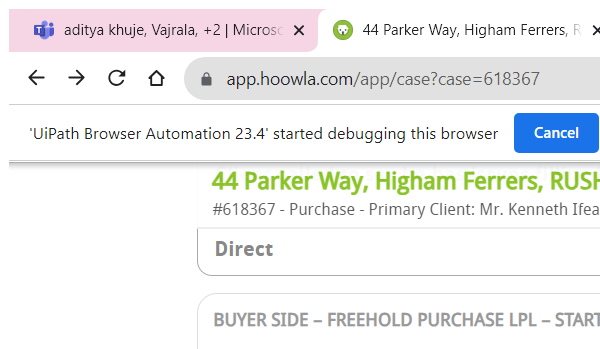 aditya khuje, Vajrala, +2 | Microsc
44 Parker Way, Higham Ferrers, R
app.hoowla.com/app/case?case=618367
'UiPath Browser Automation 23.4' started debugging this browser
Cancel
44 Parker Way, Higham Ferrers, RUSH
#618367 - Purchase - Primary Client: Mr. Kenneth Ifea
Direct
BUYER SIDE – FREEHOLD PURCHASE LPL – START